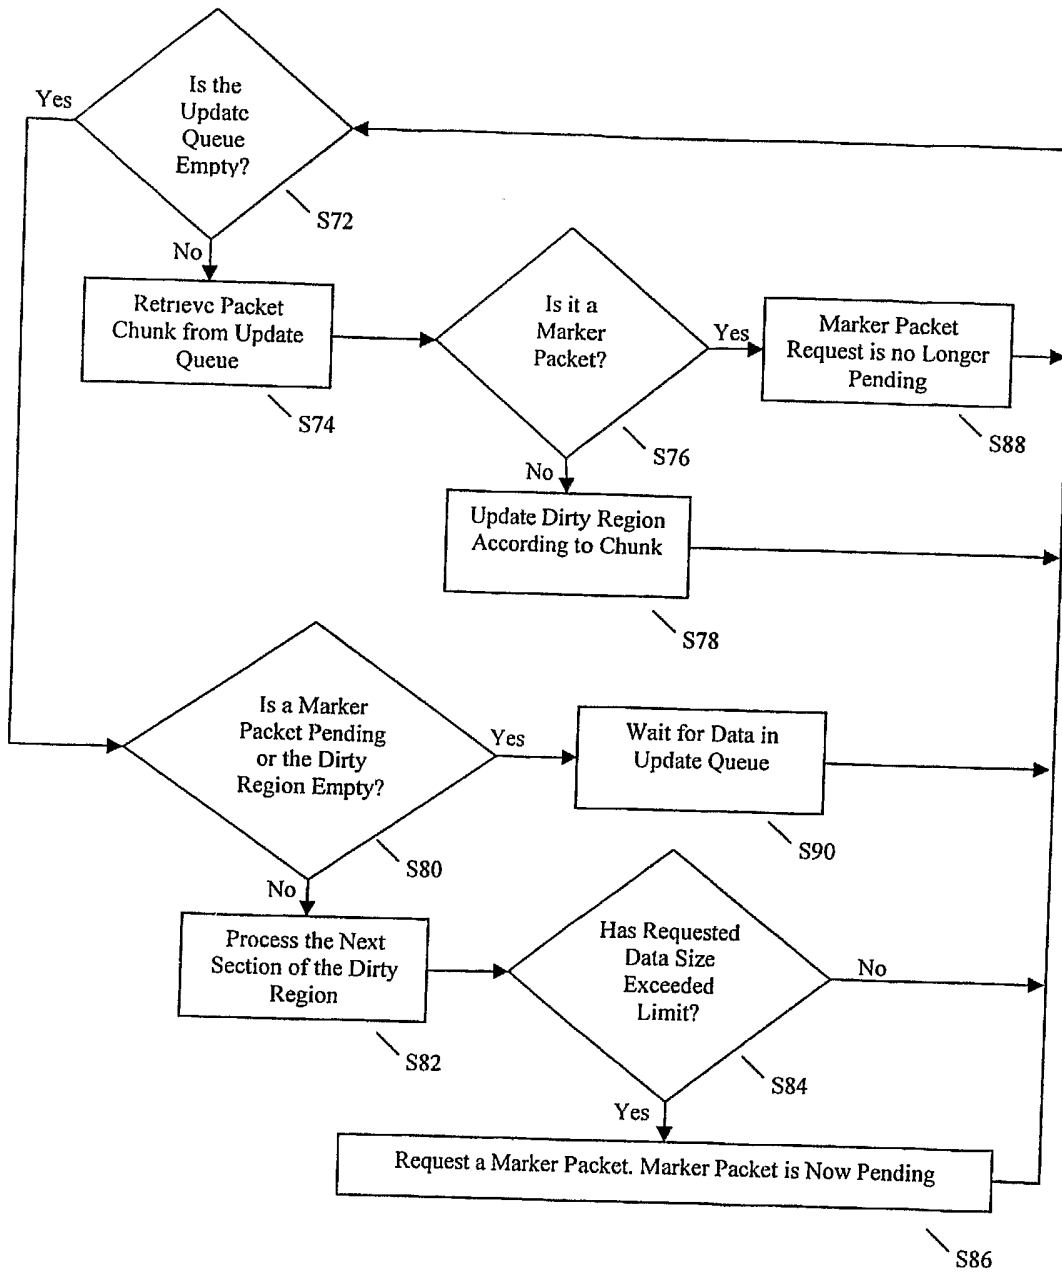 Is the
Update
Queue
Empty?
Yes
S72
No
Retrieve Packet
Chunk from Update
Queue
S74
Is it a
Marker
Packet?
Yes
S76
No
Marker Packet
Request is no Longer
Pending
S88
Update Dirty Region
According to Chunk
S78
Is a Marker
Packet Pending
or the Dirty
Region Empty?
Yes
S80
No
Wait for Data in
Update Queue
S90
Process the Next
Section of the Dirty
Region
S82
Has Requested
Data Size
Exceeded
Limit?
No
S84
Yes
Request a Marker Packet. Marker Packet is Now Pending
S86